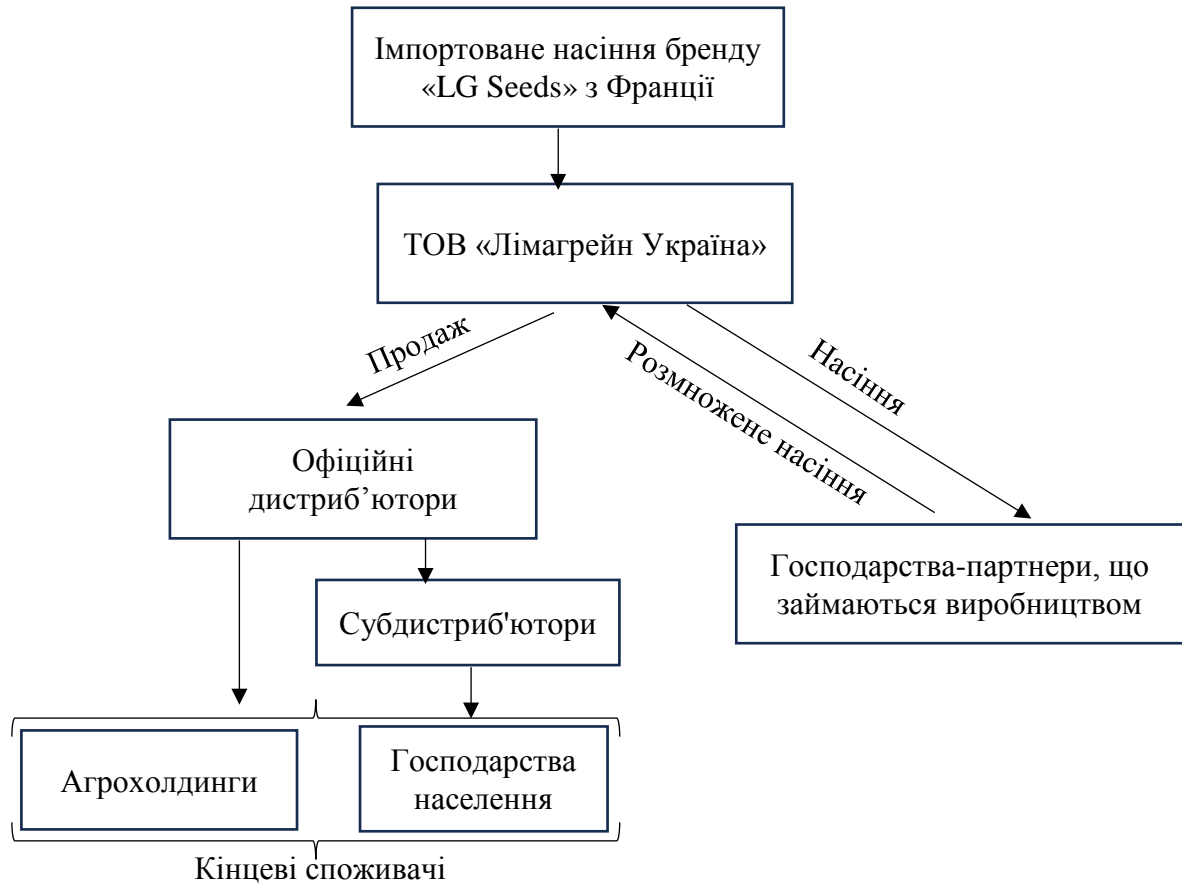 Імпортоване насіння бренду
«LG Seeds» з Франції
ТОВ «Лімагрейн Україна»
Продаж
Розмножене насіння
Насіння
Офіційні
дистриб’ютори
Господарства-партнери, що
займаються виробництвом
Субдистриб'ютори
Агрохолдинги
Господарства
населення
Кінцеві споживачі